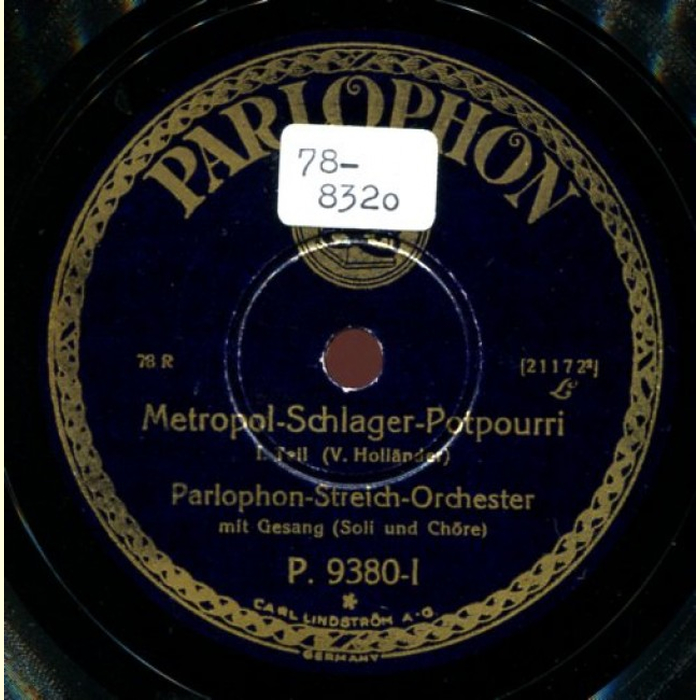 PARLOPHON
78-
8320
78 R
[21172²]
Metropol-Schlager-Potpourri
I. Teil (V. Holländer)
Parlophon-Streich-Orchester
mit Gesang (Soli und Chöre)
P. 9380-I
*
CARL LINDSTRÖM A.-G
GERMANY